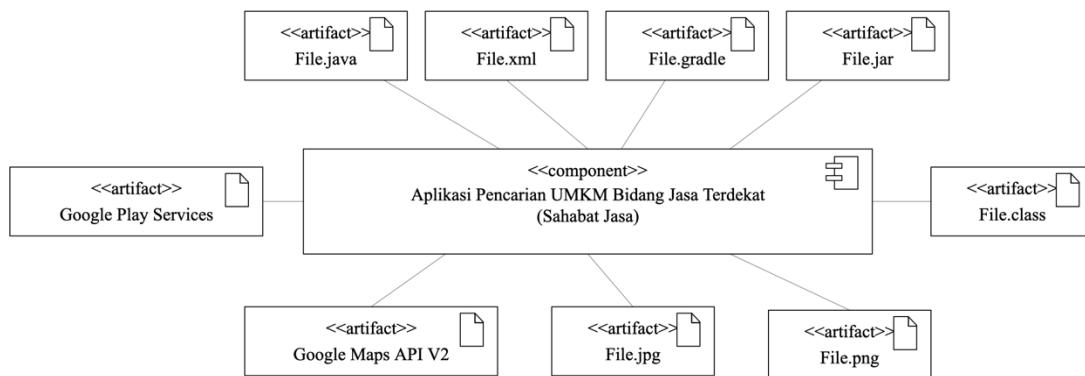 <<artifact>>
File.java
<<artifact>>
File.xml
<<artifact>>
File.gradle
<<artifact>>
File.jar
<<artifact>>
Google Play Services
<<component>>
Aplikasi Pencarian UMKM Bidang Jasa Terdekat
(Sahabat Jasa)
<<artifact>>
File.class
<<artifact>>
Google Maps API V2
<<artifact>>
File.jpg
<<artifact>>
File.png